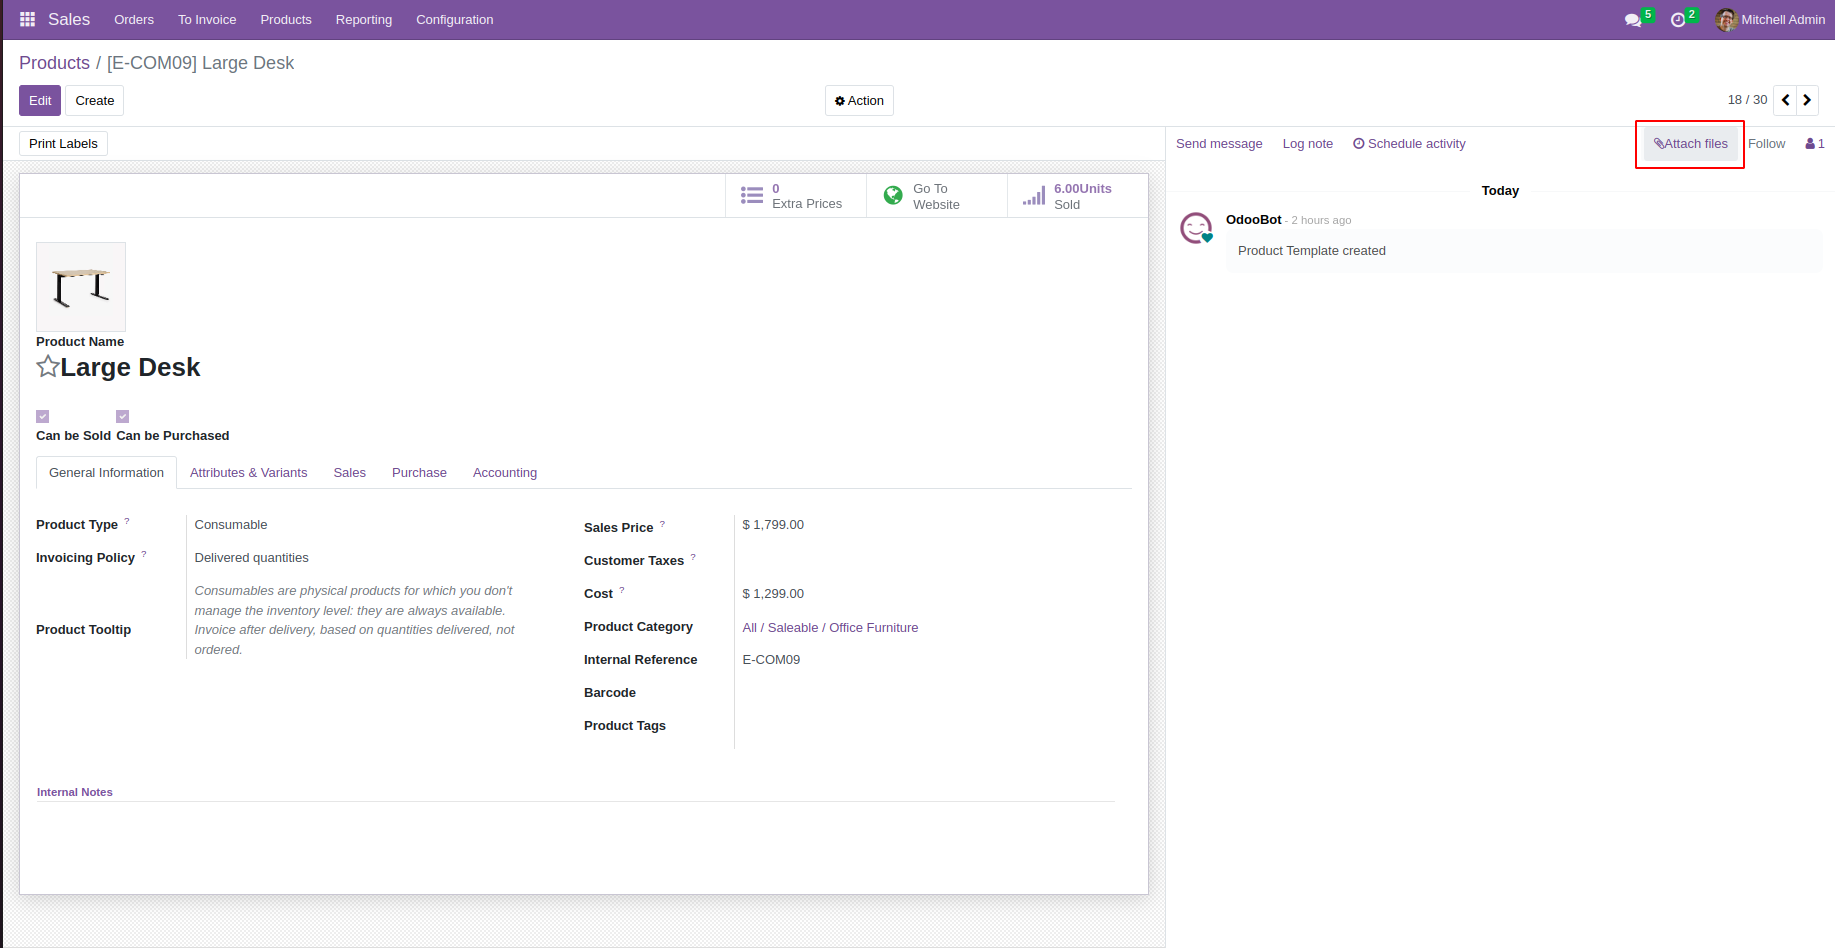 Sales Orders To Invoice Products Reporting Configuration 5 2 Mitchell Admin
Products / [E-COM09] Large Desk
Edit Create Action 18 / 30
Print Labels Send message Log note Schedule activity Attach files Follow 1
0
Extra Prices
Go To
Website
6.00Units
Sold
Product Name
Large Desk
Can be Sold Can be Purchased
General Information Attributes & Variants Sales Purchase Accounting
Product Type ? Consumable
Invoicing Policy ? Delivered quantities
Product Tooltip
Consumables are physical products for which you don't
manage the inventory level: they are always available.
Invoice after delivery, based on quantities delivered, not
ordered.
Sales Price ? $ 1,799.00
Customer Taxes ?
Cost ? $ 1,299.00
Product Category All / Saleable / Office Furniture
Internal Reference E-COM09
Barcode
Product Tags
Internal Notes
Today
OdooBot - 2 hours ago
Product Template created